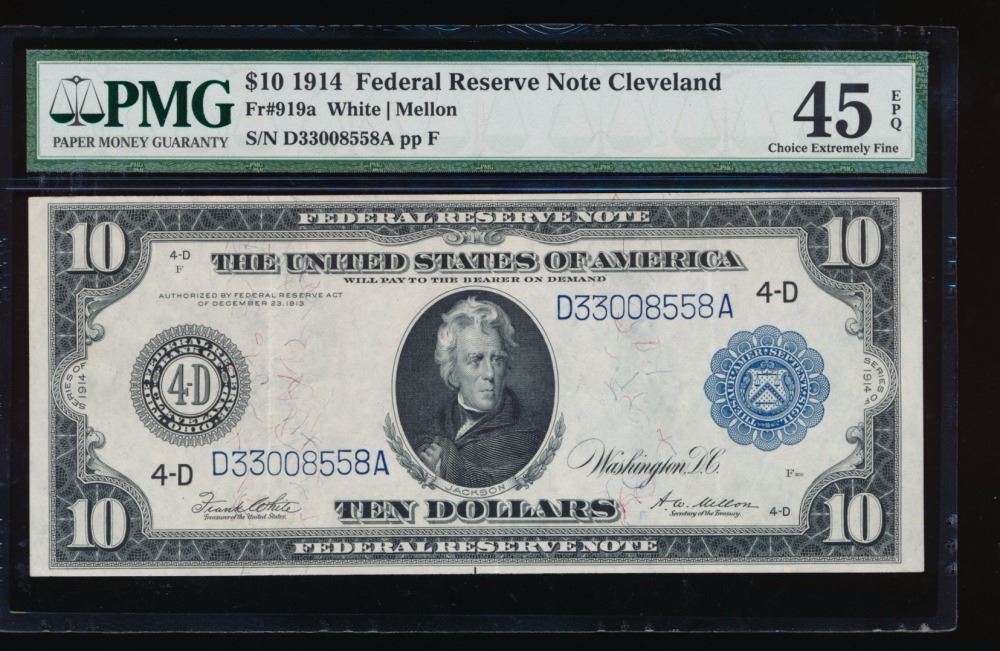 PMG
PAPER MONEY GUARANTY
$10 1914 Federal Reserve Note Cleveland
Fr#919a White | Mellon
S/N D33008558A pp F
45
EPQ
Choice Extremely Fine
FEDERAL RESERVE NOTE
10
10
4-D
F
THE UNITED STATES OF AMERICA
WILL PAY TO THE BEARER ON DEMAND
AUTHORIZED BY FEDERAL RESERVE ACT
OF DECEMBER 23, 1913
D33008558A
4-D
SERIES OF 1914
4-D
SERIES OF 1914
4-D
D33008558A
JACKSON
Washington, D.C.
Frank White
Treasurer of the United States.
TEN DOLLARS
A.W. Mellon
Secretary of the Treasury.
4-D
10
10
FEDERAL RESERVE NOTE